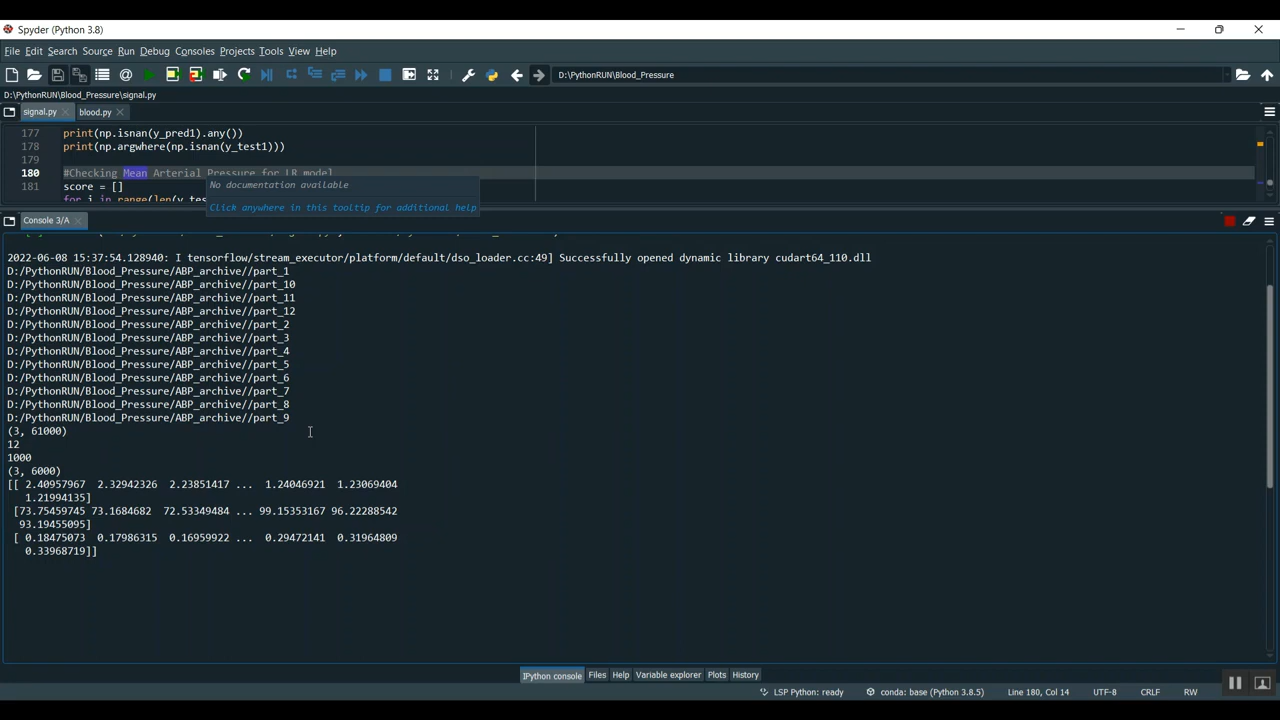 Spyder (Python 3.8)
File Edit Search Source Run Debug Consoles Projects Tools View Help
D:\PythonRUN\Blood_Pressure
D:\PythonRUN\Blood_Pressure\signal.py
signal.py blood.py
177 print(np.isnan(y_pred1).any())
178 print(np.argwhere(np.isnan(y_test1)))
179
180 #Checking Mean Arterial Pressure for LR model
181 score = []
for i in range(len(y_tes
No documentation available
Click anywhere in this tooltip for additional help
Console 3/A
2022-06-08 15:37:54.128940: I tensorflow/stream_executor/platform/default/dso_loader.cc:49] Successfully opened dynamic library cudart64_110.dll
D:/PythonRUN/Blood_Pressure/ABP_archive//part_1
D:/PythonRUN/Blood_Pressure/ABP_archive//part_10
D:/PythonRUN/Blood_Pressure/ABP_archive//part_11
D:/PythonRUN/Blood_Pressure/ABP_archive//part_12
D:/PythonRUN/Blood_Pressure/ABP_archive//part_2
D:/PythonRUN/Blood_Pressure/ABP_archive//part_3
D:/PythonRUN/Blood_Pressure/ABP_archive//part_4
D:/PythonRUN/Blood_Pressure/ABP_archive//part_5
D:/PythonRUN/Blood_Pressure/ABP_archive//part_6
D:/PythonRUN/Blood_Pressure/ABP_archive//part_7
D:/PythonRUN/Blood_Pressure/ABP_archive//part_8
D:/PythonRUN/Blood_Pressure/ABP_archive//part_9
(3, 61000)
12
1000
(3, 6000)
[[ 2.40957967 2.32942326 2.23851417 ... 1.24046921 1.23069404
1.21994135]
[73.75459745 73.1684682 72.53349484 ... 99.15353167 96.22288542
93.19455095]
[ 0.18475073 0.17986315 0.16959922 ... 0.29472141 0.31964809
0.33968719]]
IPython console Files Help Variable explorer Plots History
LSP Python: ready conda: base (Python 3.8.5) Line 180, Col 14 UTF-8 CRLF RW